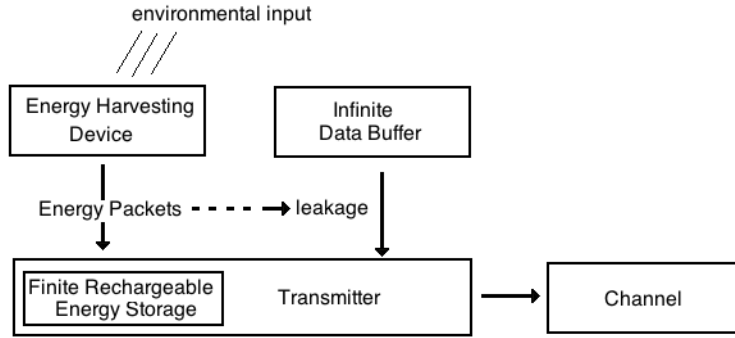 environmental input
Energy Harvesting
Device
Infinite
Data Buffer
Energy Packets
leakage
Finite Rechargeable
Energy Storage
Transmitter
Channel